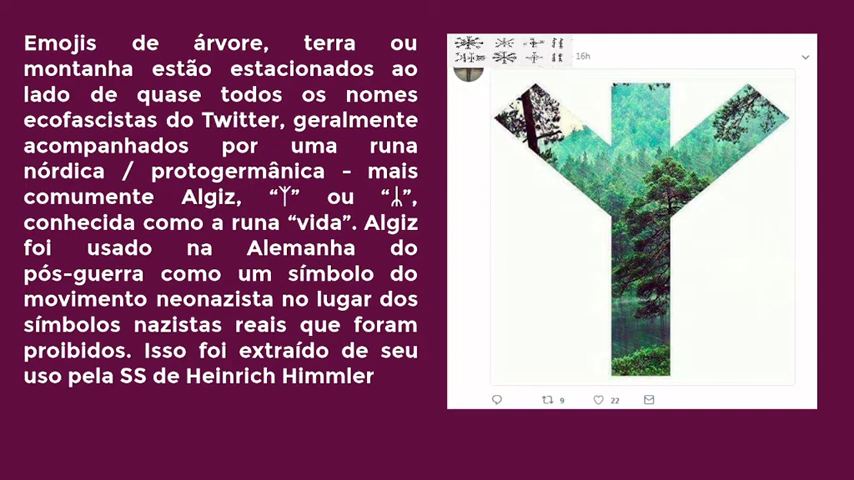 Emojis de árvore, terra ou
montanha estão estacionados ao
lado de quase todos os nomes
ecofascistas do Twitter, geralmente
acompanhados por uma runa
nórdica / protogermânica - mais
comumente Algiz, “ᛉ” ou “ᛦ”,
conhecida como a runa “vida”. Algiz
foi usado na Alemanha do
pós-guerra como um símbolo do
movimento neonazista no lugar dos
símbolos nazistas reais que foram
proibidos. Isso foi extraído de seu
uso pela SS de Heinrich Himmler
16h
9 22